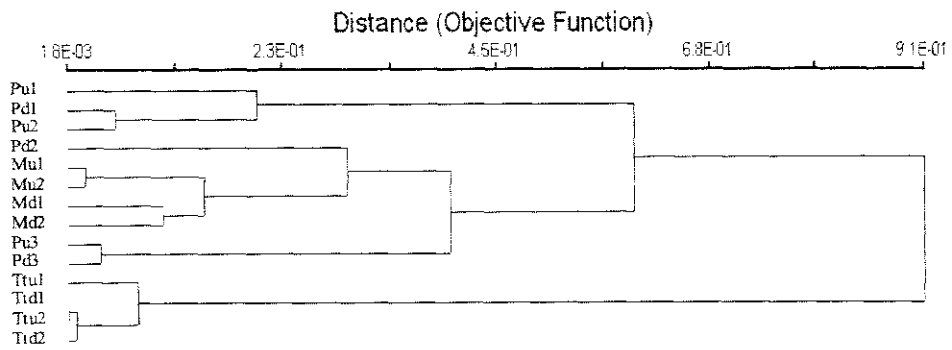 Distance (Objective Function)
1.8E-03 2.3E-01 4.5E-01 6.8E-01 9.1E-01
Pu1
Pd1
Pu2
Pd2
Mu1
Mu2
Md1
Md2
Pu3
Pd3
Ttu1
Ttd1
Ttu2
Ttd2